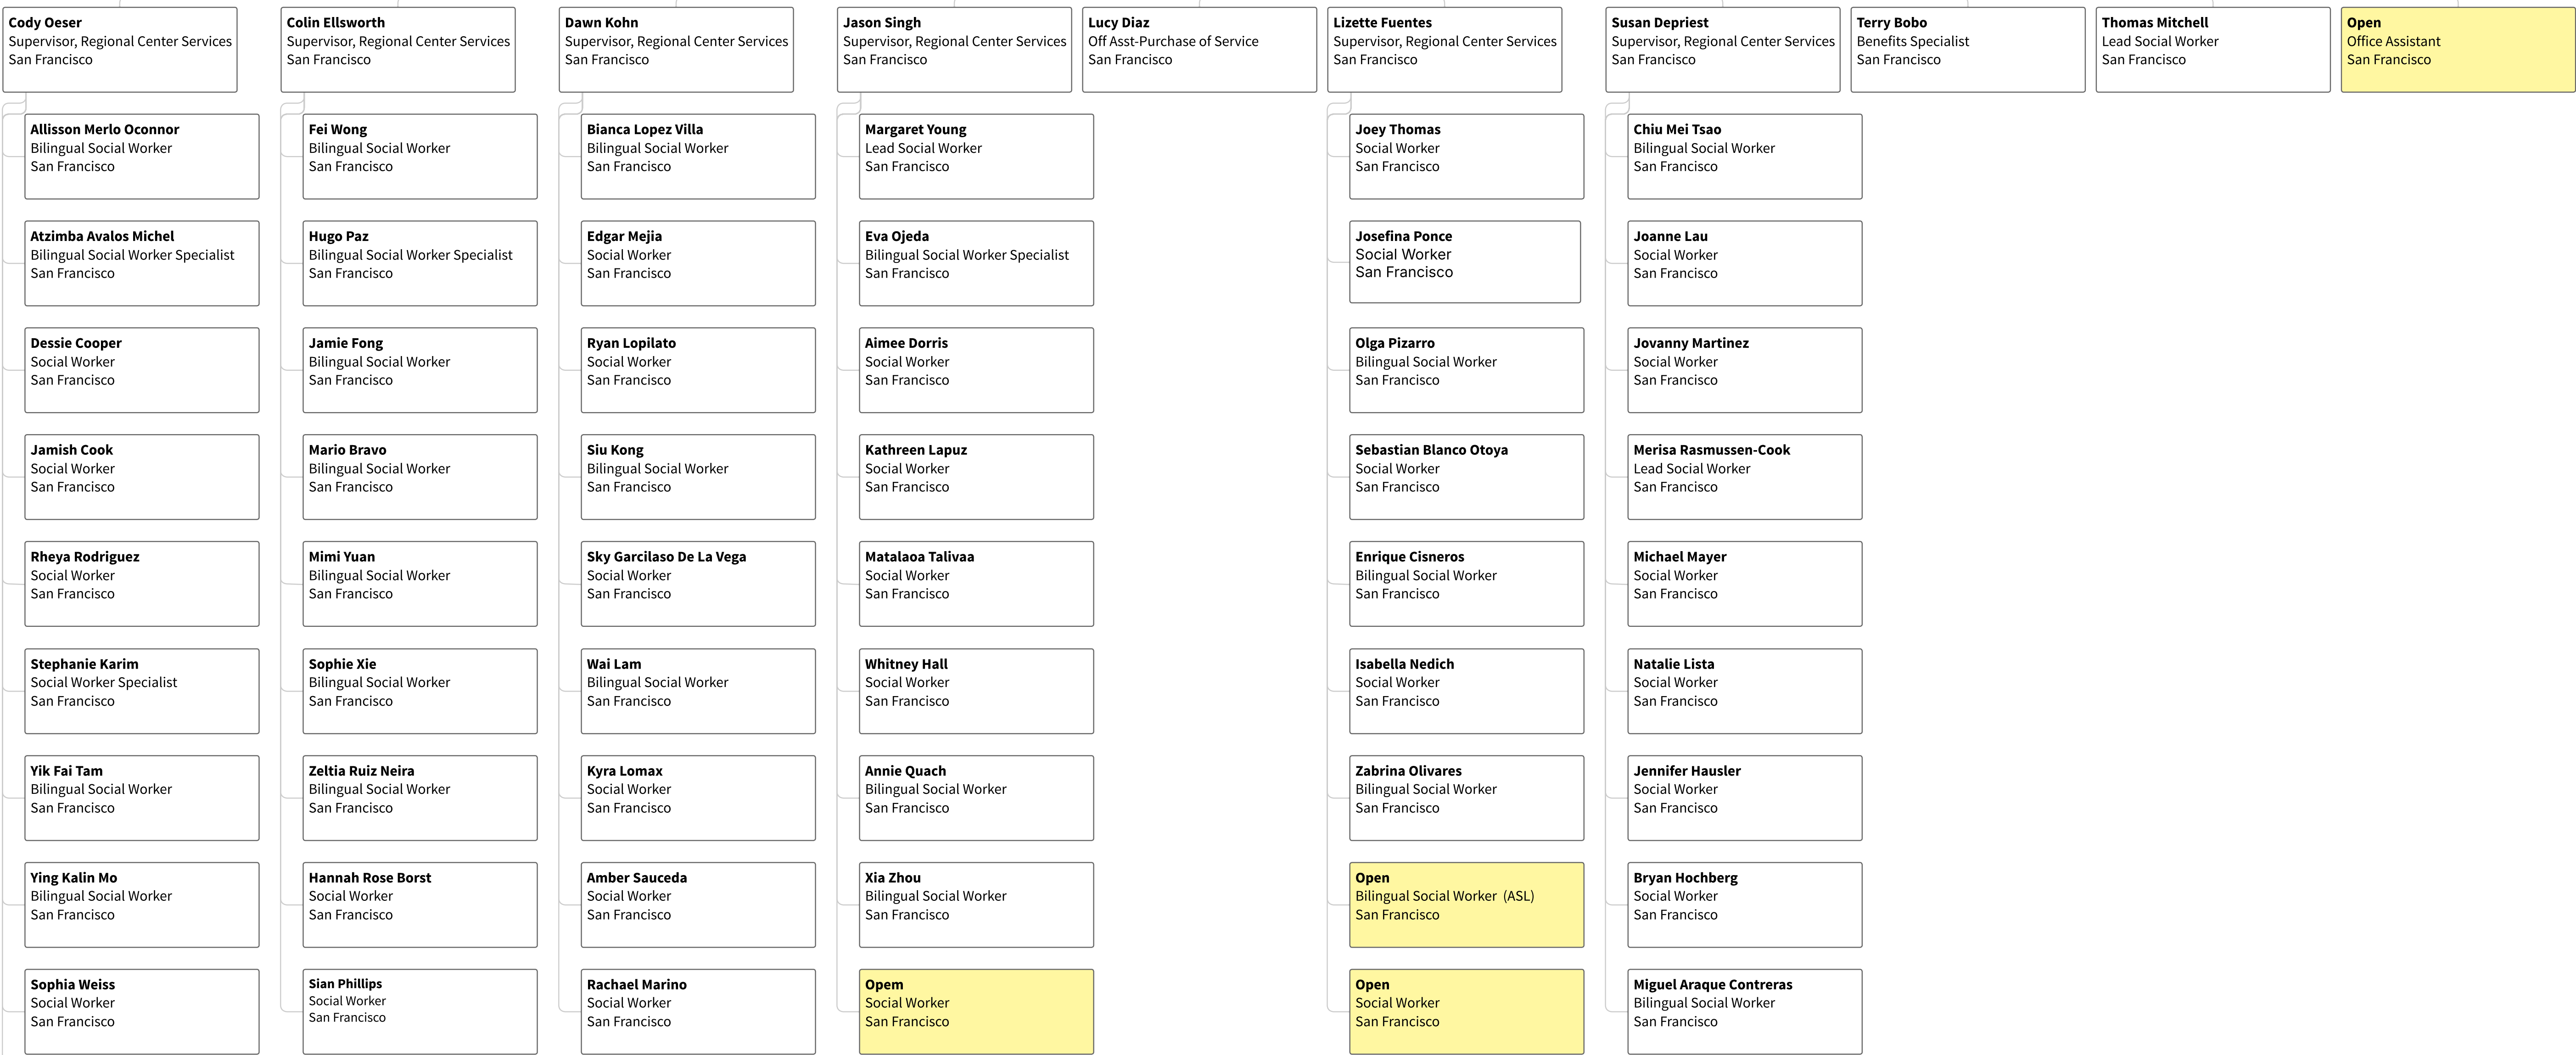 Cody Oeser
Supervisor, Regional Center Services
San Francisco
Colin Ellsworth
Supervisor, Regional Center Services
San Francisco
Dawn Kohn
Supervisor, Regional Center Services
San Francisco
Jason Singh
Supervisor, Regional Center Services
San Francisco
Lucy Diaz
Off Asst-Purchase of Service
San Francisco
Lizette Fuentes
Supervisor, Regional Center Services
San Francisco
Susan Depriest
Supervisor, Regional Center Services
San Francisco
Terry Bobo
Benefits Specialist
San Francisco
Thomas Mitchell
Lead Social Worker
San Francisco
Open
Office Assistant
San Francisco
Allisson Merlo Oconnor
Bilingual Social Worker
San Francisco
Atzimba Avalos Michel
Bilingual Social Worker Specialist
San Francisco
Dessie Cooper
Social Worker
San Francisco
Jamish Cook
Social Worker
San Francisco
Rheya Rodriguez
Social Worker
San Francisco
Stephanie Karim
Social Worker Specialist
San Francisco
Yik Fai Tam
Bilingual Social Worker
San Francisco
Ying Kalin Mo
Bilingual Social Worker
San Francisco
Sophia Weiss
Social Worker
San Francisco
Fei Wong
Bilingual Social Worker
San Francisco
Hugo Paz
Bilingual Social Worker Specialist
San Francisco
Jamie Fong
Bilingual Social Worker
San Francisco
Mario Bravo
Bilingual Social Worker
San Francisco
Mimi Yuan
Bilingual Social Worker
San Francisco
Sophie Xie
Bilingual Social Worker
San Francisco
Zeltia Ruiz Neira
Bilingual Social Worker
San Francisco
Hannah Rose Borst
Social Worker
San Francisco
Sian Phillips
Social Worker
San Francisco
Bianca Lopez Villa
Bilingual Social Worker
San Francisco
Edgar Mejia
Social Worker
San Francisco
Ryan Lopilato
Social Worker
San Francisco
Siu Kong
Bilingual Social Worker
San Francisco
Sky Garcilaso De La Vega
Social Worker
San Francisco
Wai Lam
Bilingual Social Worker
San Francisco
Kyra Lomax
Social Worker
San Francisco
Amber Sauceda
Social Worker
San Francisco
Rachael Marino
Social Worker
San Francisco
Margaret Young
Lead Social Worker
San Francisco
Eva Ojeda
Bilingual Social Worker Specialist
San Francisco
Aimee Dorris
Social Worker
San Francisco
Kathreen Lapuz
Social Worker
San Francisco
Matalaoa Talivaa
Social Worker
San Francisco
Whitney Hall
Social Worker
San Francisco
Annie Quach
Bilingual Social Worker
San Francisco
Xia Zhou
Bilingual Social Worker
San Francisco
Opem
Social Worker
San Francisco
Joey Thomas
Social Worker
San Francisco
Josefina Ponce
Social Worker
San Francisco
Olga Pizarro
Bilingual Social Worker
San Francisco
Sebastian Blanco Otoya
Social Worker
San Francisco
Enrique Cisneros
Bilingual Social Worker
San Francisco
Isabella Nedich
Social Worker
San Francisco
Zabrina Olivares
Bilingual Social Worker
San Francisco
Open
Bilingual Social Worker (ASL)
San Francisco
Open
Social Worker
San Francisco
Chiu Mei Tsao
Bilingual Social Worker
San Francisco
Joanne Lau
Social Worker
San Francisco
Jovanny Martinez
Social Worker
San Francisco
Merisa Rasmussen-Cook
Lead Social Worker
San Francisco
Michael Mayer
Social Worker
San Francisco
Natalie Lista
Social Worker
San Francisco
Jennifer Hausler
Social Worker
San Francisco
Bryan Hochberg
Social Worker
San Francisco
Miguel Araque Contreras
Bilingual Social Worker
San Francisco